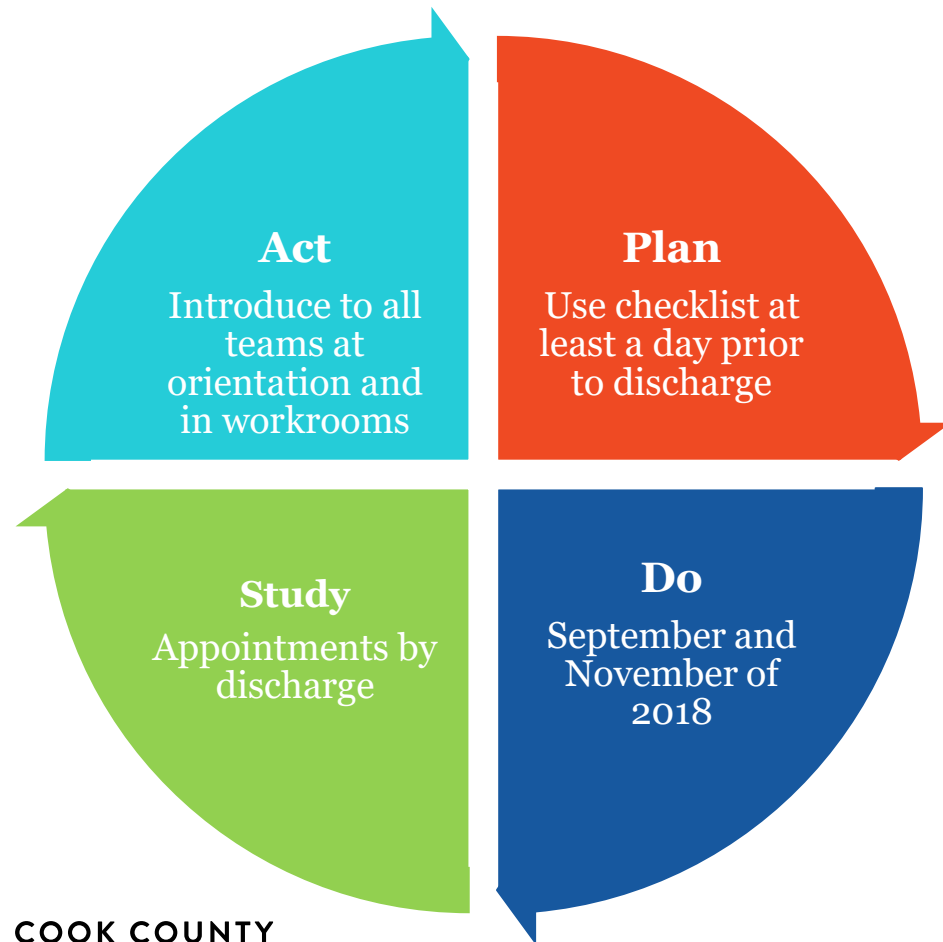 Act
Introduce to all
teams at
orientation and
in workrooms
Plan
Use checklist at
least a day prior
to discharge
Study
Appointments by
discharge
Do
September and
November of
2018
COOK COUNTY